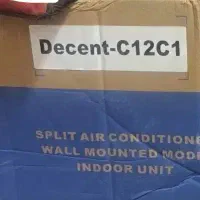 Decent-C12C1
SPLIT AIR CONDITIONE
WALL MOUNTED MODE
INDOOR UNIT